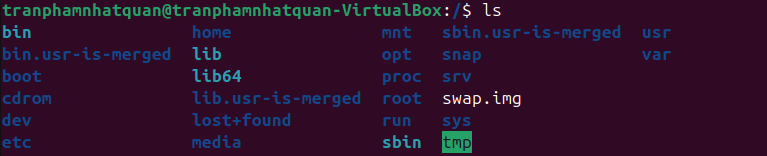 tranphamnhatquan@tranphamnhatquan-VirtualBox:/$ ls
bin home mnt sbin.usr-is-merged usr
bin.usr-is-merged lib opt snap var
boot lib64 proc srv
cdrom lib.usr-is-merged root swap.img
dev lost+found run sys
etc media sbin tmp